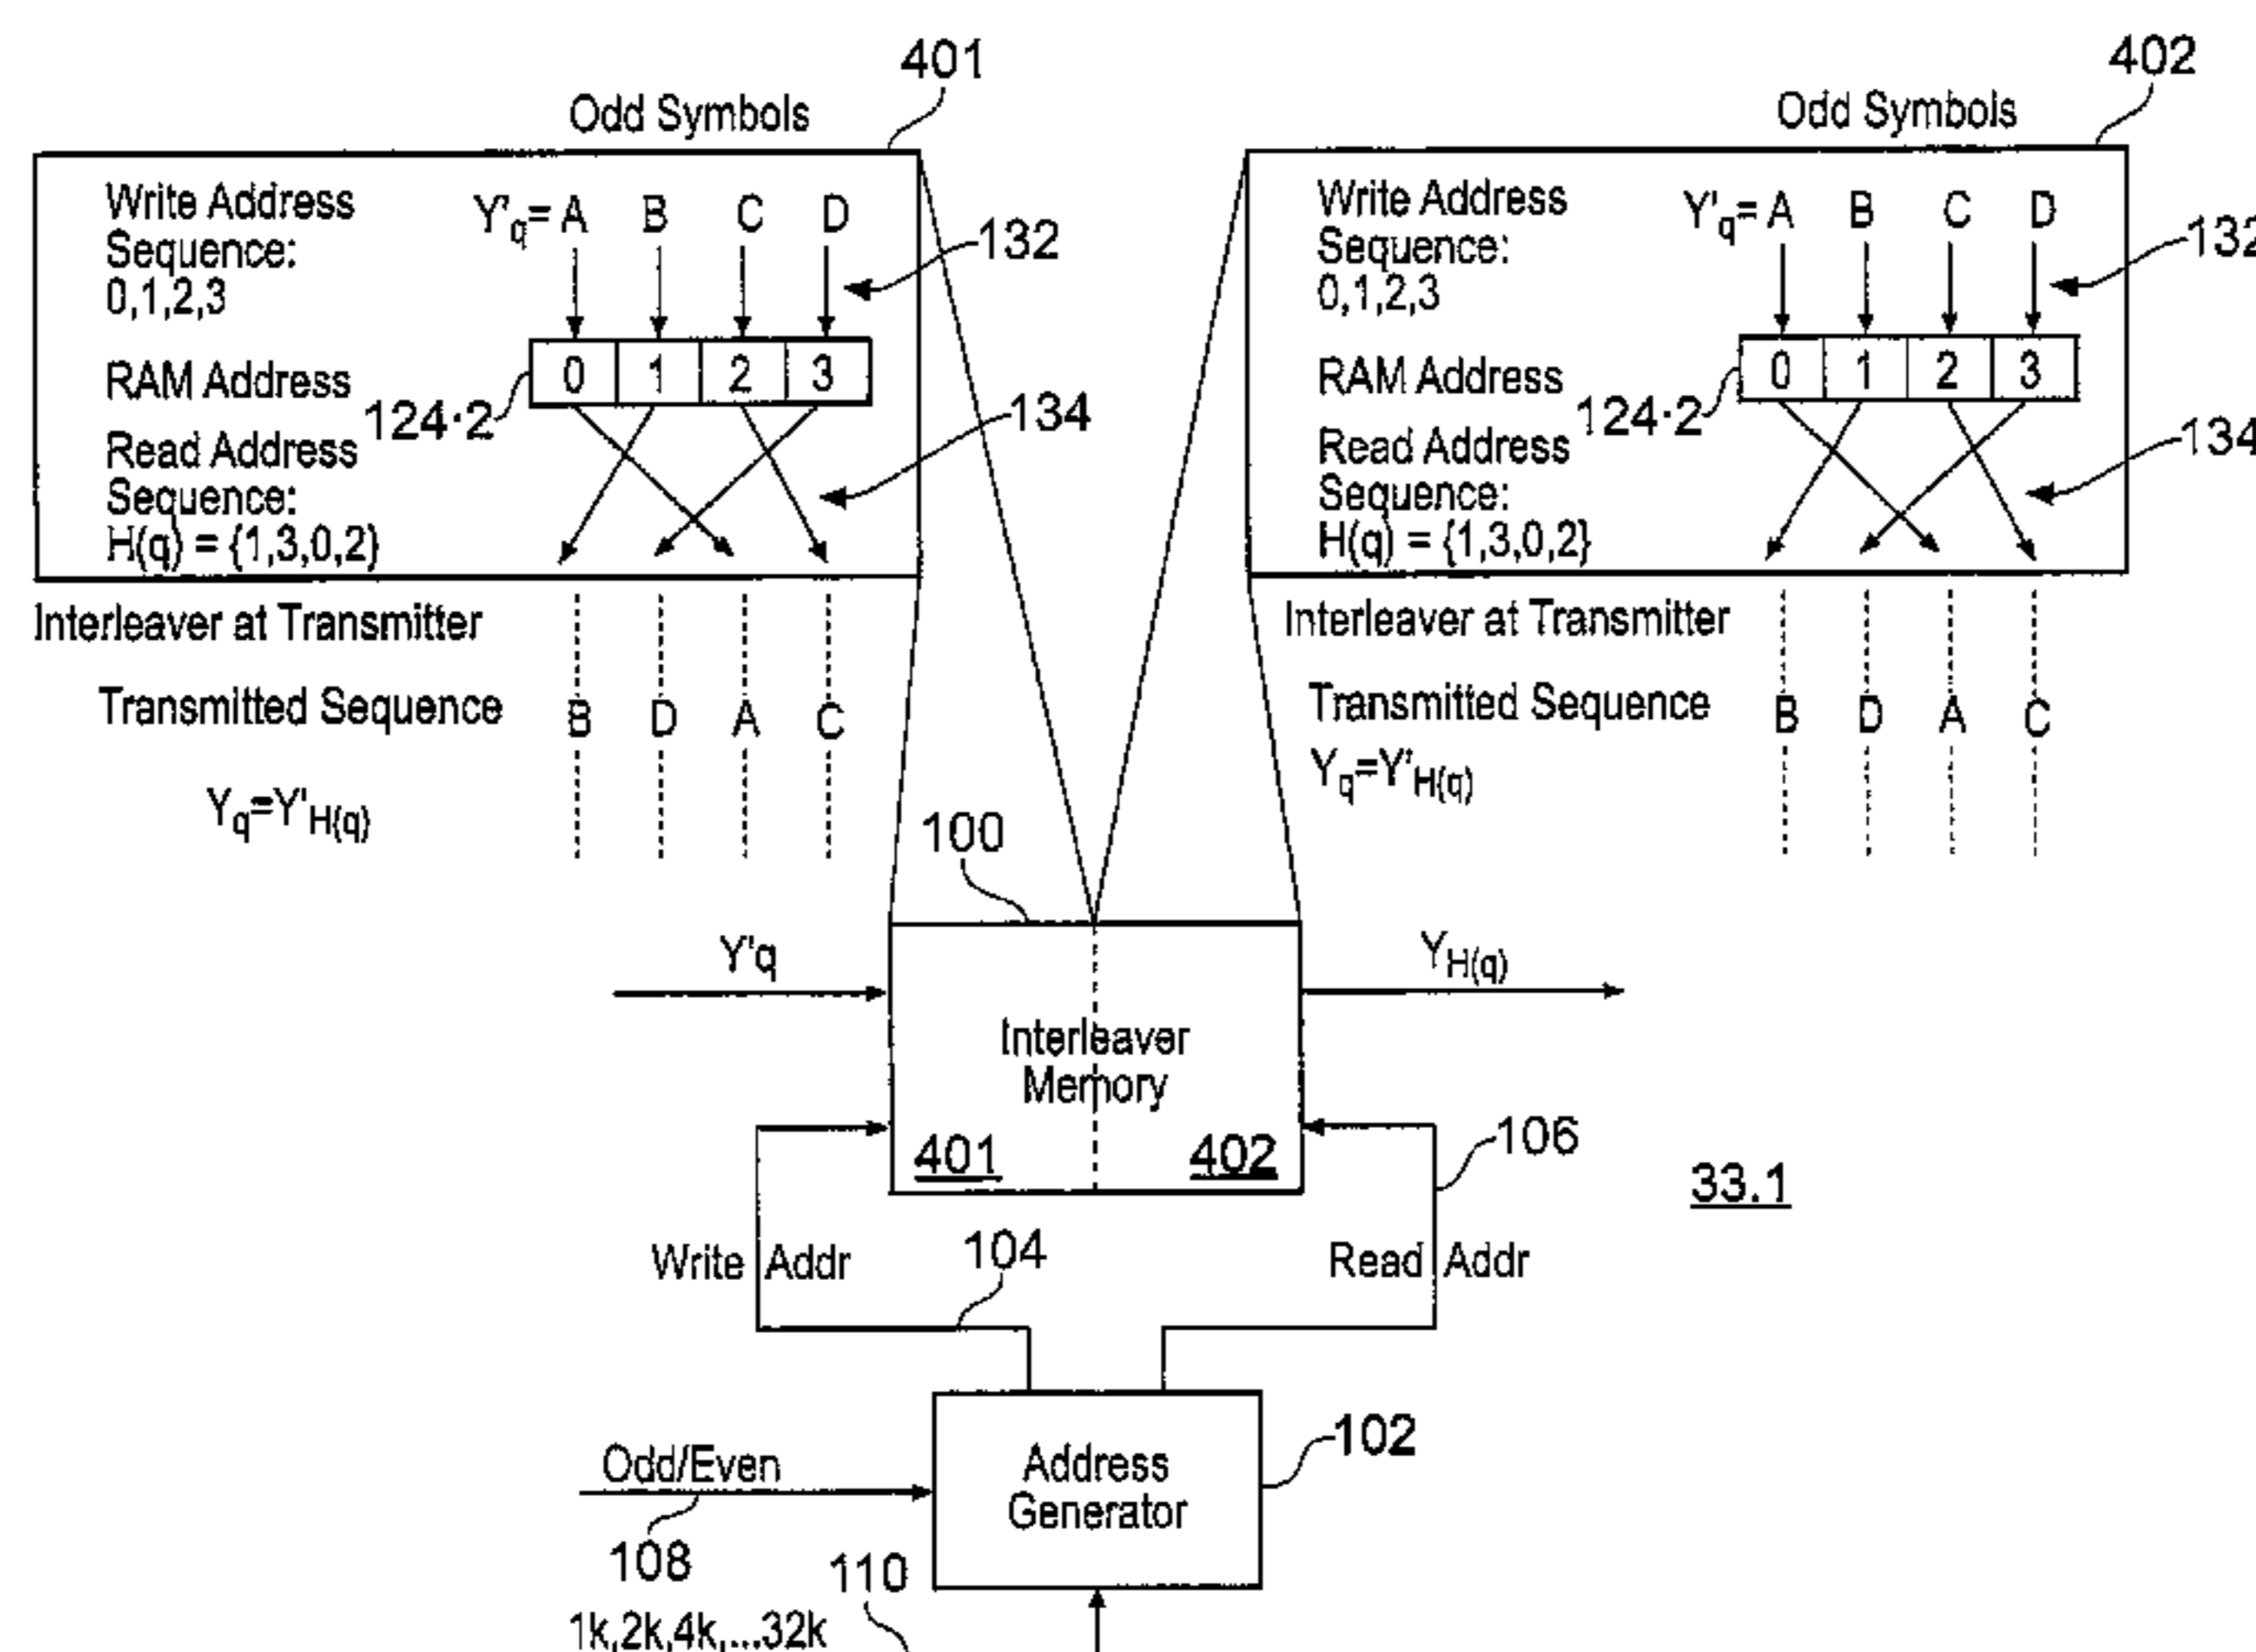 401
Odd Symbols
Write Address
Sequence:
0,1,2,3
Y'q= A B C D
132
RAM Address
0 1 2 3
124·2
134
Read Address
Sequence:
H(q) = {1,3,0,2}
Interleaver at Transmitter
Transmitted Sequence
B D A C
Yq=Y'H(q)
402
Odd Symbols
Write Address
Sequence:
0,1,2,3
Y'q= A B C D
132
RAM Address
0 1 2 3
124·2
134
Read Address
Sequence:
H(q) = {1,3,0,2}
Interleaver at Transmitter
Transmitted Sequence
B D A C
Yq=Y'H(q)
100
Y'q
YH(q)
Interleaver
Memory
401 402
106
33.1
Write Addr
104
Read Addr
Odd/Even
108
Address
Generator
102
110
1k,2k,4k,...32k